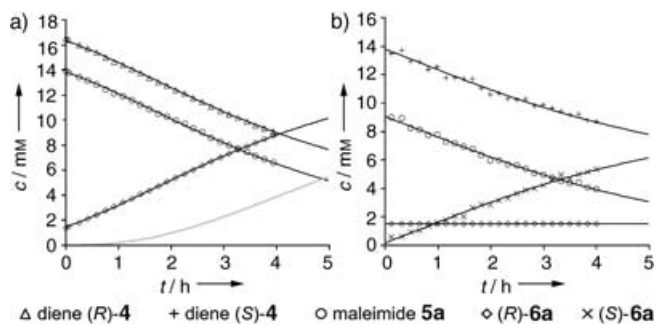 a) b)
18 16 14 12 10 8 6 4 2 0
c / mM
0 1 2 3 4 5
t / h
16 14 12 10 8 6 4 2 0
c / mM
0 1 2 3 4 5
t / h
△ diene (R)-4 + diene (S)-4 ○ maleimide 5a ◇ (R)-6a × (S)-6a